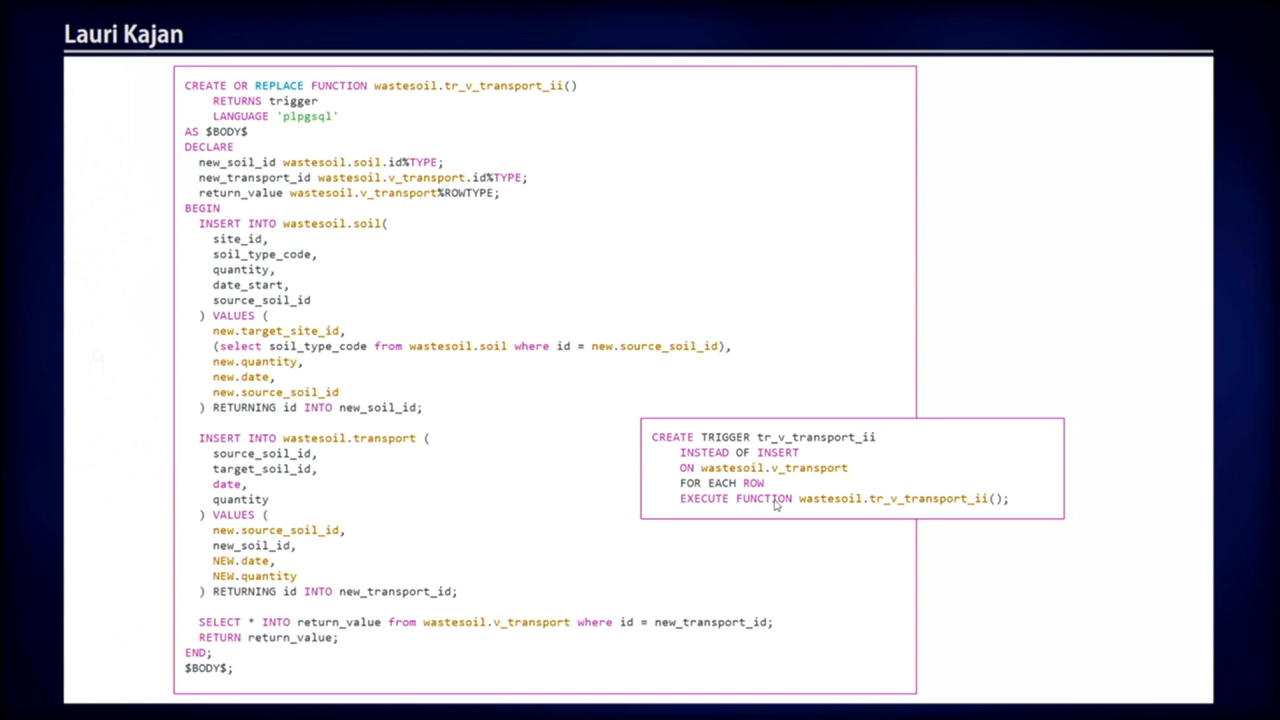 Lauri Kajan
CREATE OR REPLACE FUNCTION wastesoil.tr_v_transport_ii()
RETURNS trigger
LANGUAGE 'plpgsql'
AS $BODY$
DECLARE
new_soil_id wastesoil.soil.id%TYPE;
new_transport_id wastesoil.v_transport.id%TYPE;
return_value wastesoil.v_transport%ROWTYPE;
BEGIN
INSERT INTO wastesoil.soil(
site_id,
soil_type_code,
quantity,
date_start,
source_soil_id
) VALUES (
new.target_site_id,
(select soil_type_code from wastesoil.soil where id = new.source_soil_id),
new.quantity,
new.date,
new.source_soil_id
) RETURNING id INTO new_soil_id;
INSERT INTO wastesoil.transport (
source_soil_id,
target_soil_id,
date,
quantity
) VALUES (
new.source_soil_id,
new_soil_id,
NEW.date,
NEW.quantity
) RETURNING id INTO new_transport_id;
SELECT * INTO return_value from wastesoil.v_transport where id = new_transport_id;
RETURN return_value;
END;
$BODY$;
CREATE TRIGGER tr_v_transport_ii
INSTEAD OF INSERT
ON wastesoil.v_transport
FOR EACH ROW
EXECUTE FUNCTION wastesoil.tr_v_transport_ii();